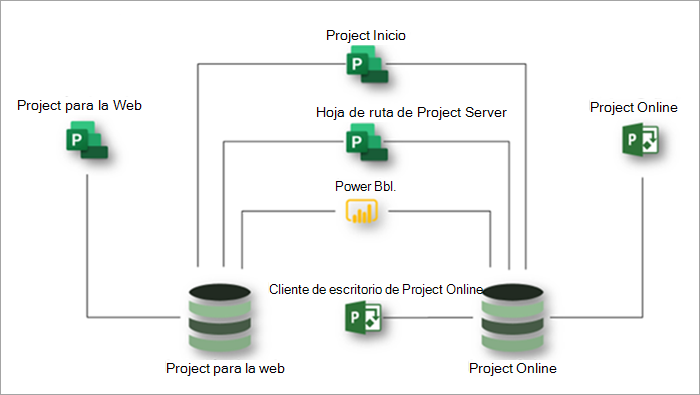 Project Inicio
Project para la Web
Hoja de ruta de Project Server
Project Online
Power Bbl.
Cliente de escritorio de Project Online
Project para la web
Project Online